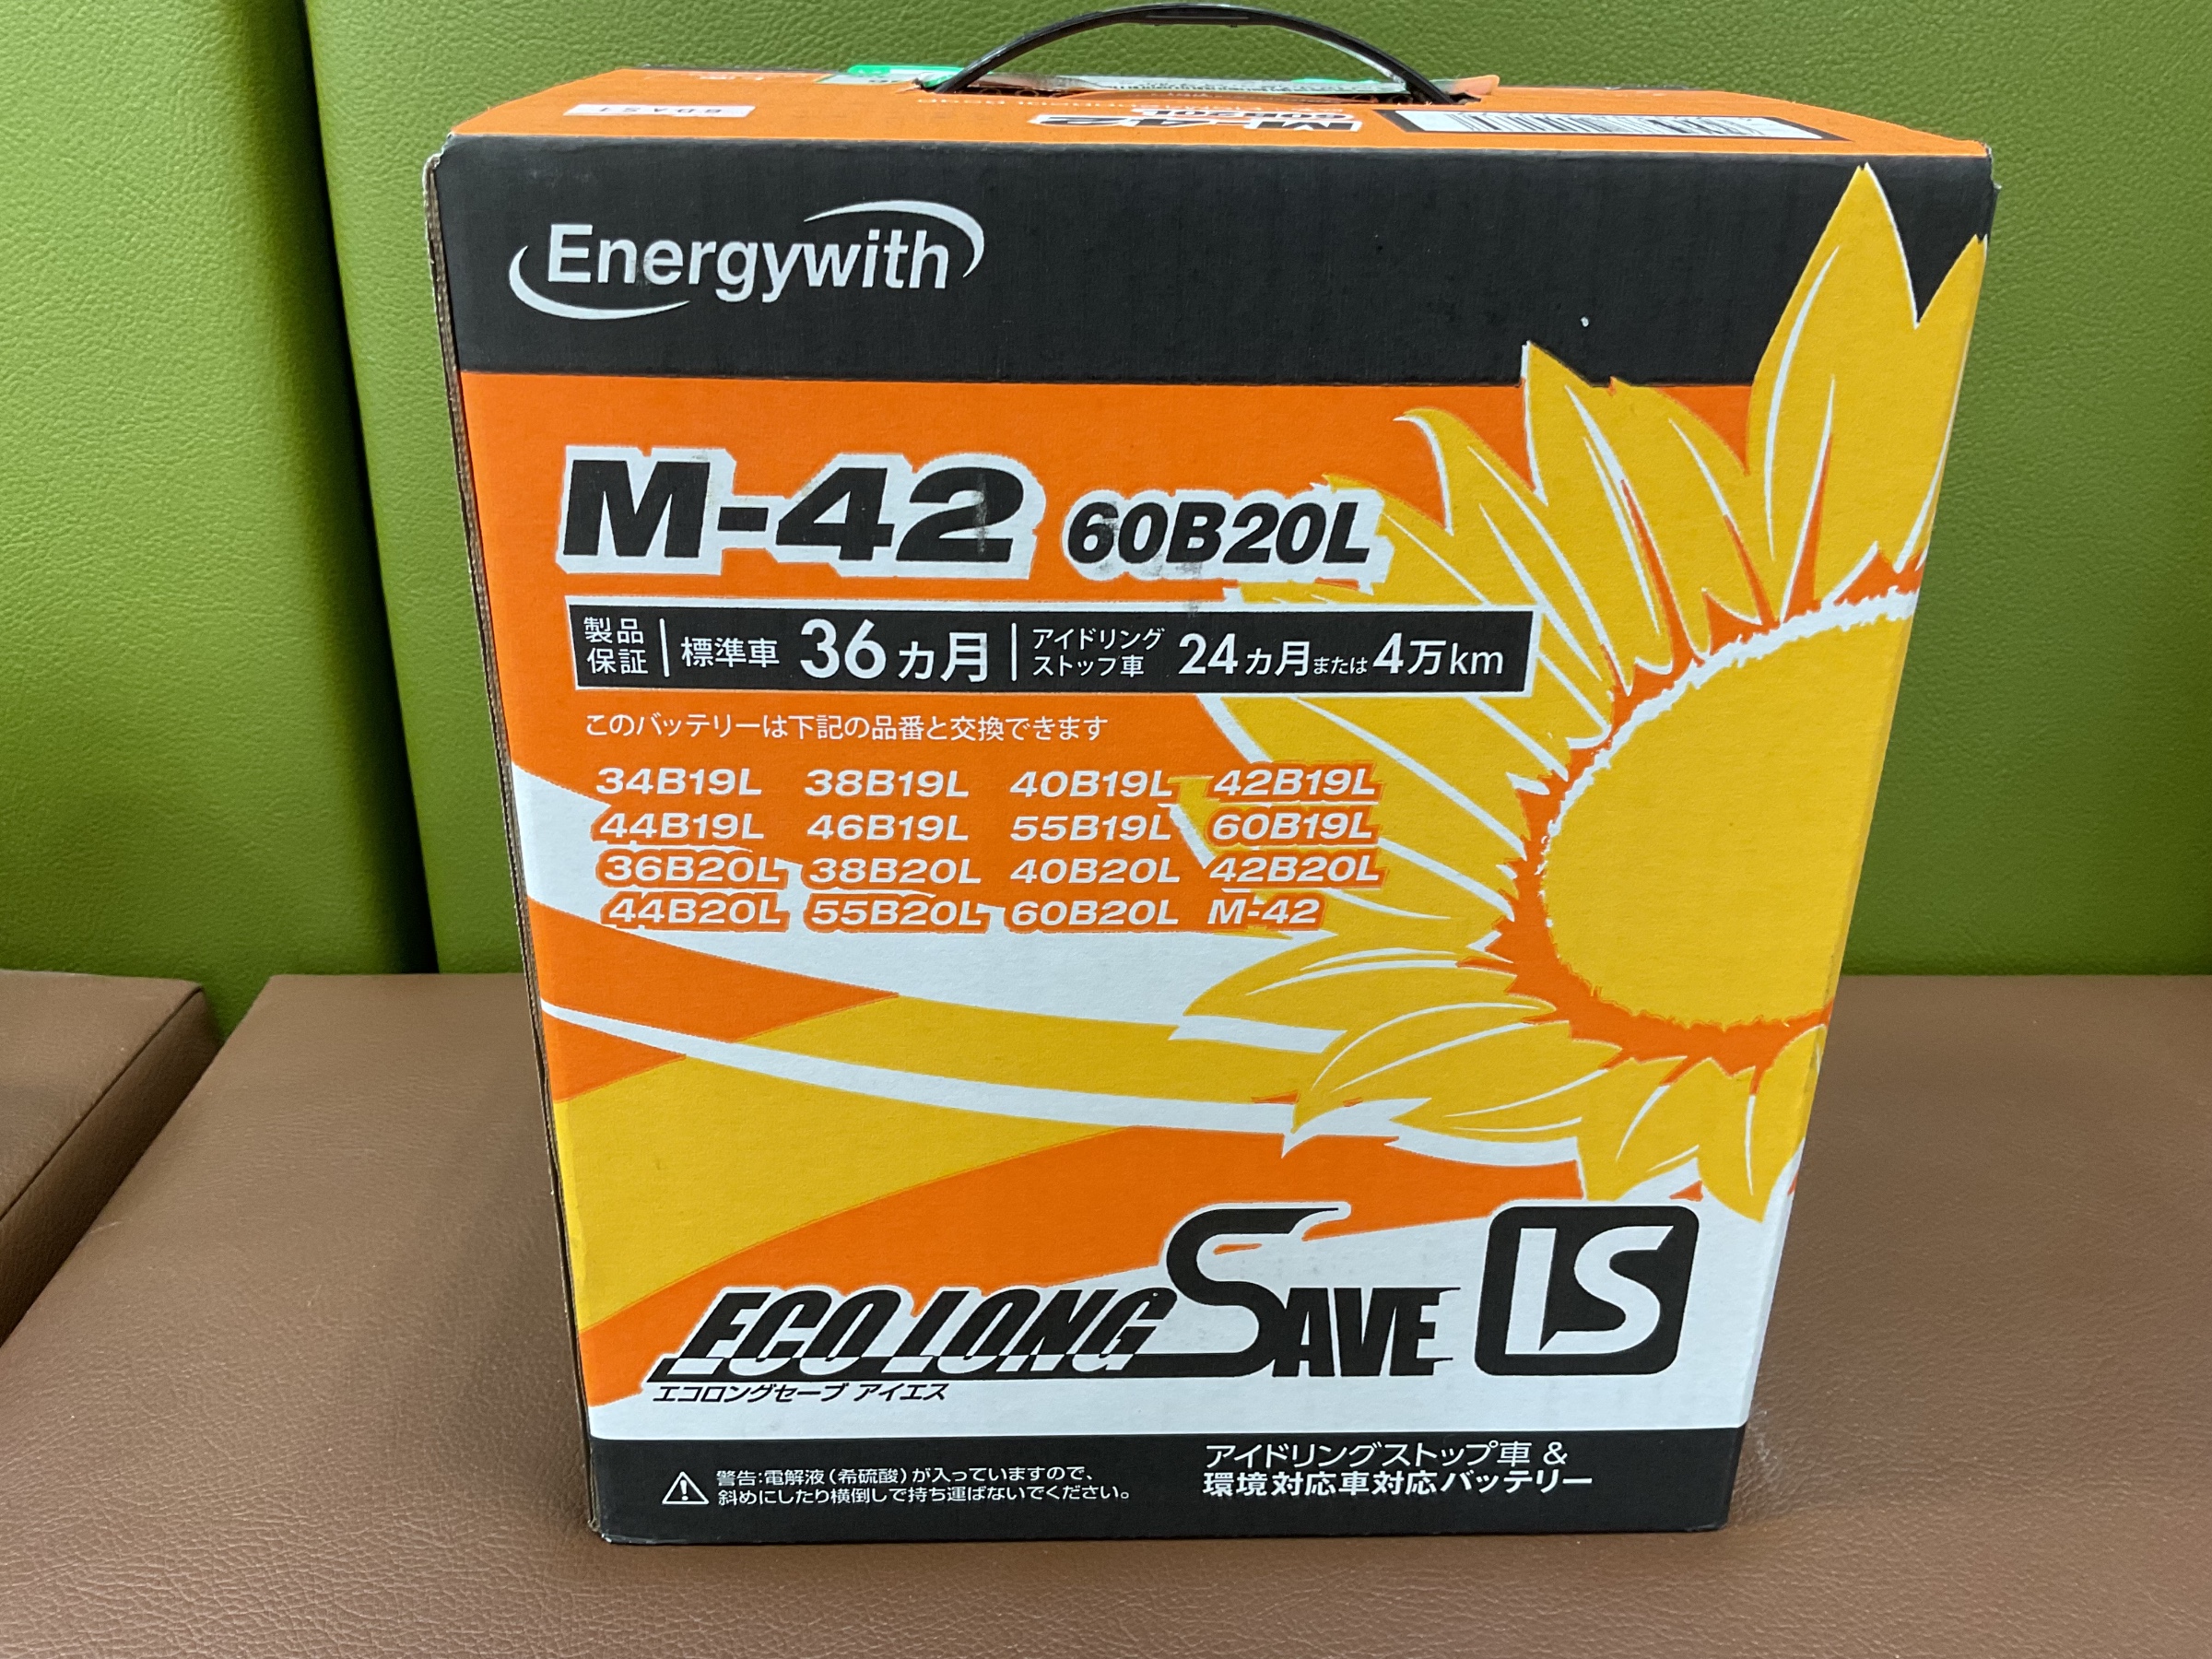 M-42
60B20L
Energywith
M-42 60B20L
製品保証 標準車 36ヵ月 アイドリングストップ車 24ヵ月または4万km
このバッテリーは下記の品番と交換できます
34B19L 38B19L 40B19L 42B19L
44B19L 46B19L 55B19L 60B19L
36B20L 38B20L 40B20L 42B20L
44B20L 55B20L 60B20L M-42
ECO LONG SAVE IS
エコロングセーブ アイエス
アイドリングストップ車 &
環境対応車対応バッテリー
警告:電解液(希硫酸)が入っていますので、
斜めにしたり横倒しで持ち運ばないでください。